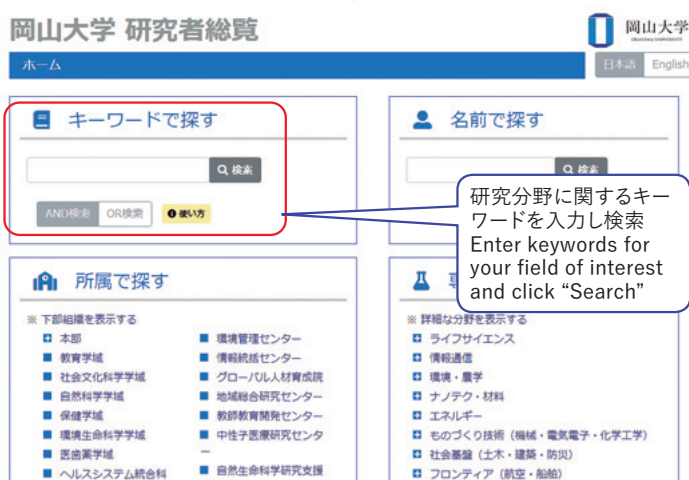 岡山大学 研究者総覧
岡山大学
OKAYAMA UNIVERSITY
ホーム
日本語 English
キーワードで探す
検索
AND検索 OR検索 使い方
名前で探す
検索
研究分野に関するキー
ワードを入力し検索
Enter keywords for
your field of interest
and click “Search”
所属で探す
※ 下部組織を表示する
本部
教育学域
社会文化科学学域
自然科学学域
保健学域
環境生命科学学域
医歯薬学域
ヘルスシステム統合科
環境管理センター
情報統括センター
グローバル人材育成院
地域総合研究センター
教師教育開発センター
中性子医療研究センタ
ー
自然生命科学研究支援
※ 詳細な分野を表示する
ライフサイエンス
情報通信
環境・農学
ナノテク・材料
エネルギー
ものづくり技術（機械・電気電子・化学工学）
社会基盤（土木・建築・防災）
フロンティア（航空・船舶）